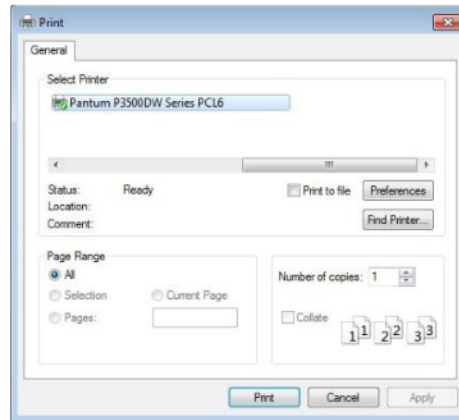 Print
General
Select Printer
Pantum P3500DW Series PCL6
Status: Ready
Print to file
Preferences
Location:
Comment:
Find Printer...
Page Range
All
Selection
Current Page
Pages:
Number of copies: 1
Collate
1 1 2 2 3 3
Print
Cancel
Apply